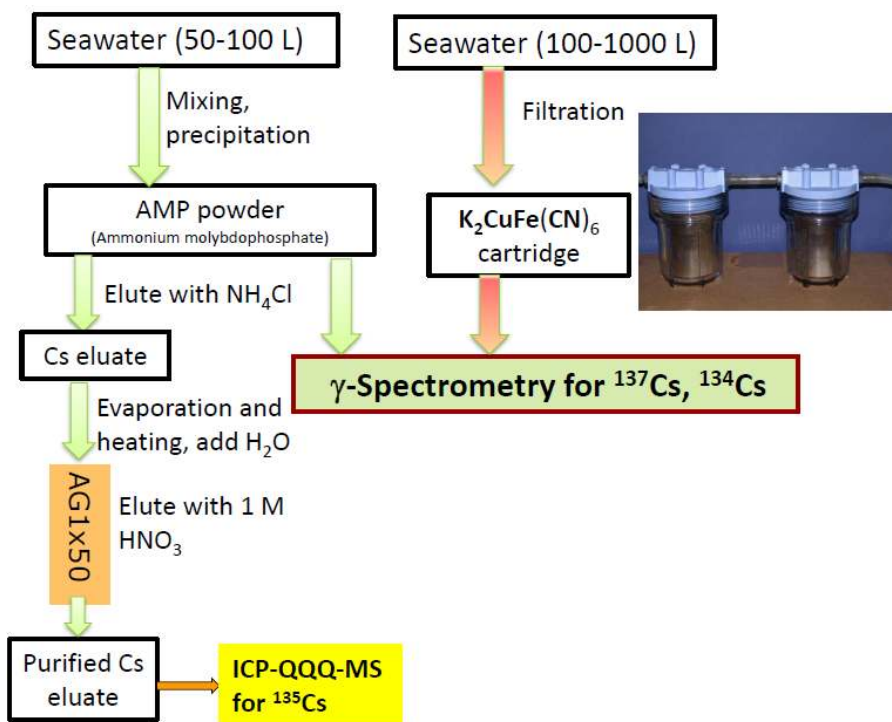 Seawater (50-100 L)
Mixing,
precipitation
AMP powder
(Ammonium molybdophosphate)
Elute with NH₄Cl
Cs eluate
Evaporation and
heating, add H₂O
AG1x50
Elute with 1 M
HNO₃
Purified Cs
eluate
ICP-QQQ-MS
for ¹³⁵Cs
Seawater (100-1000 L)
Filtration
K₂CuFe(CN)₆
cartridge
γ-Spectrometry for ¹³⁷Cs, ¹³⁴Cs